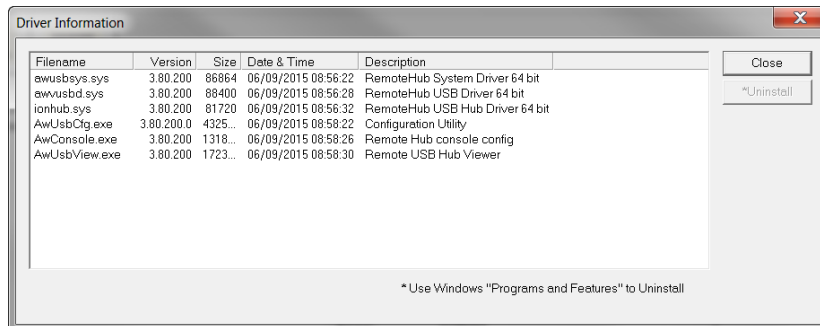 Driver Information
Filename Version Size Date & Time Description
awusbsys.sys 3.80.200 86864 06/09/2015 08:56:22 RemoteHub System Driver 64 bit
awvusbd.sys 3.80.200 88400 06/09/2015 08:56:28 RemoteHub USB Driver 64 bit
ionhub.sys 3.80.200 81720 06/09/2015 08:56:32 RemoteHub USB Hub Driver 64 bit
AwUsbCfg.exe 3.80.200.0 4325... 06/09/2015 08:58:22 Configuration Utility
AwConsole.exe 3.80.200 1318... 06/09/2015 08:58:26 Remote Hub console config
AwUsbView.exe 3.80.200 1723... 06/09/2015 08:58:30 Remote USB Hub Viewer
Close
*Uninstall
* Use Windows "Programs and Features" to Uninstall